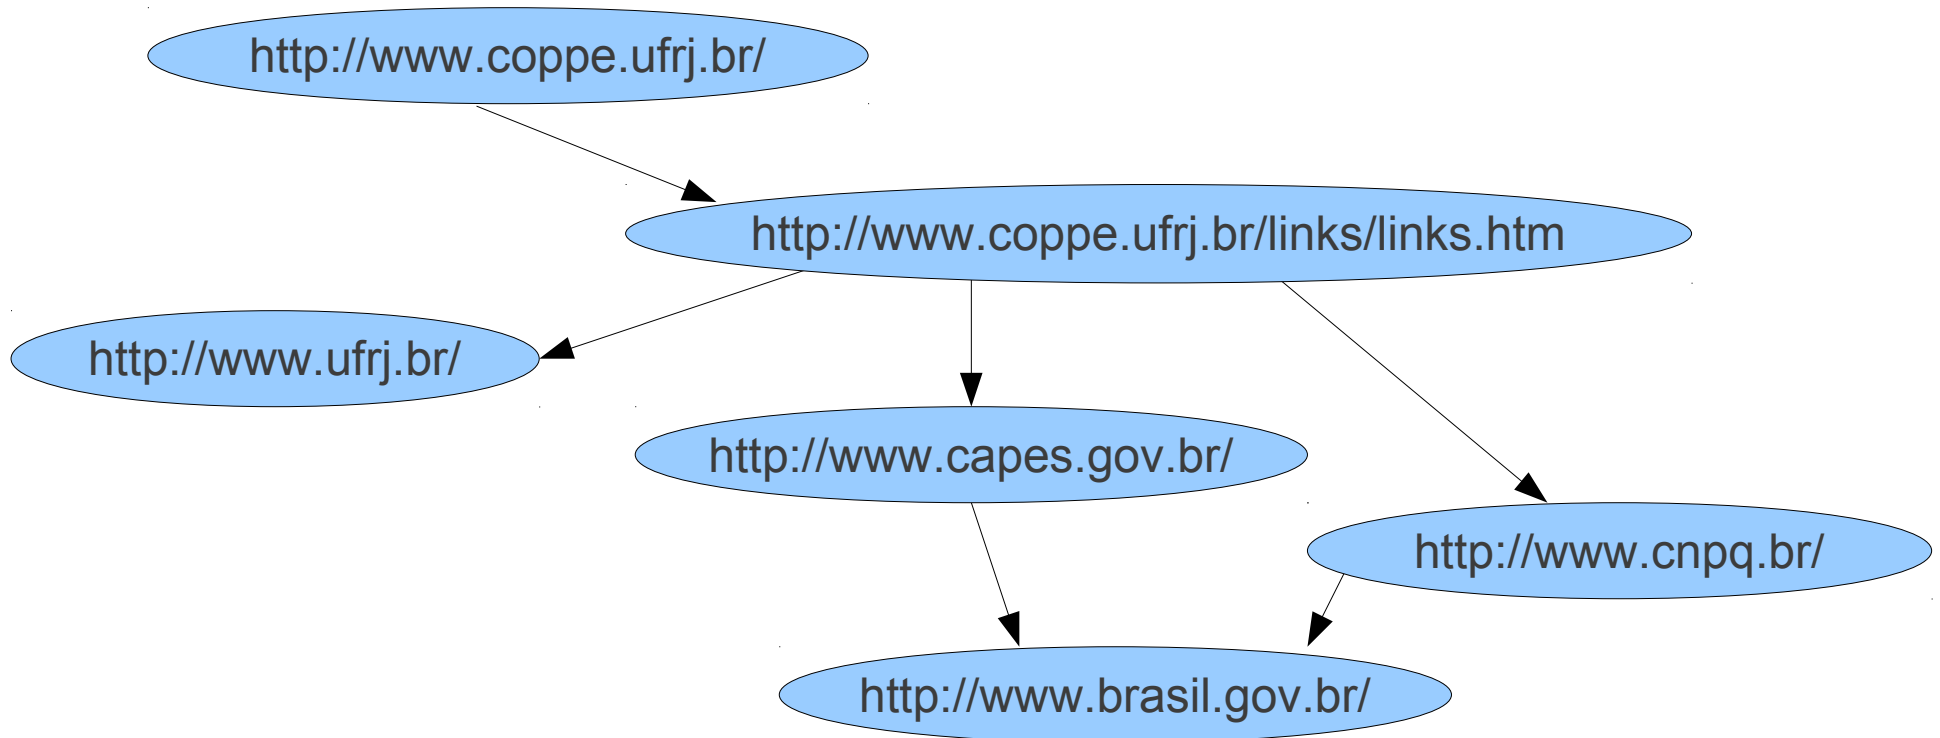 http://www.coppe.ufrj.br/
http://www.coppe.ufrj.br/links/links.htm
http://www.ufrj.br/
http://www.capes.gov.br/
http://www.cnpq.br/
http://www.brasil.gov.br/